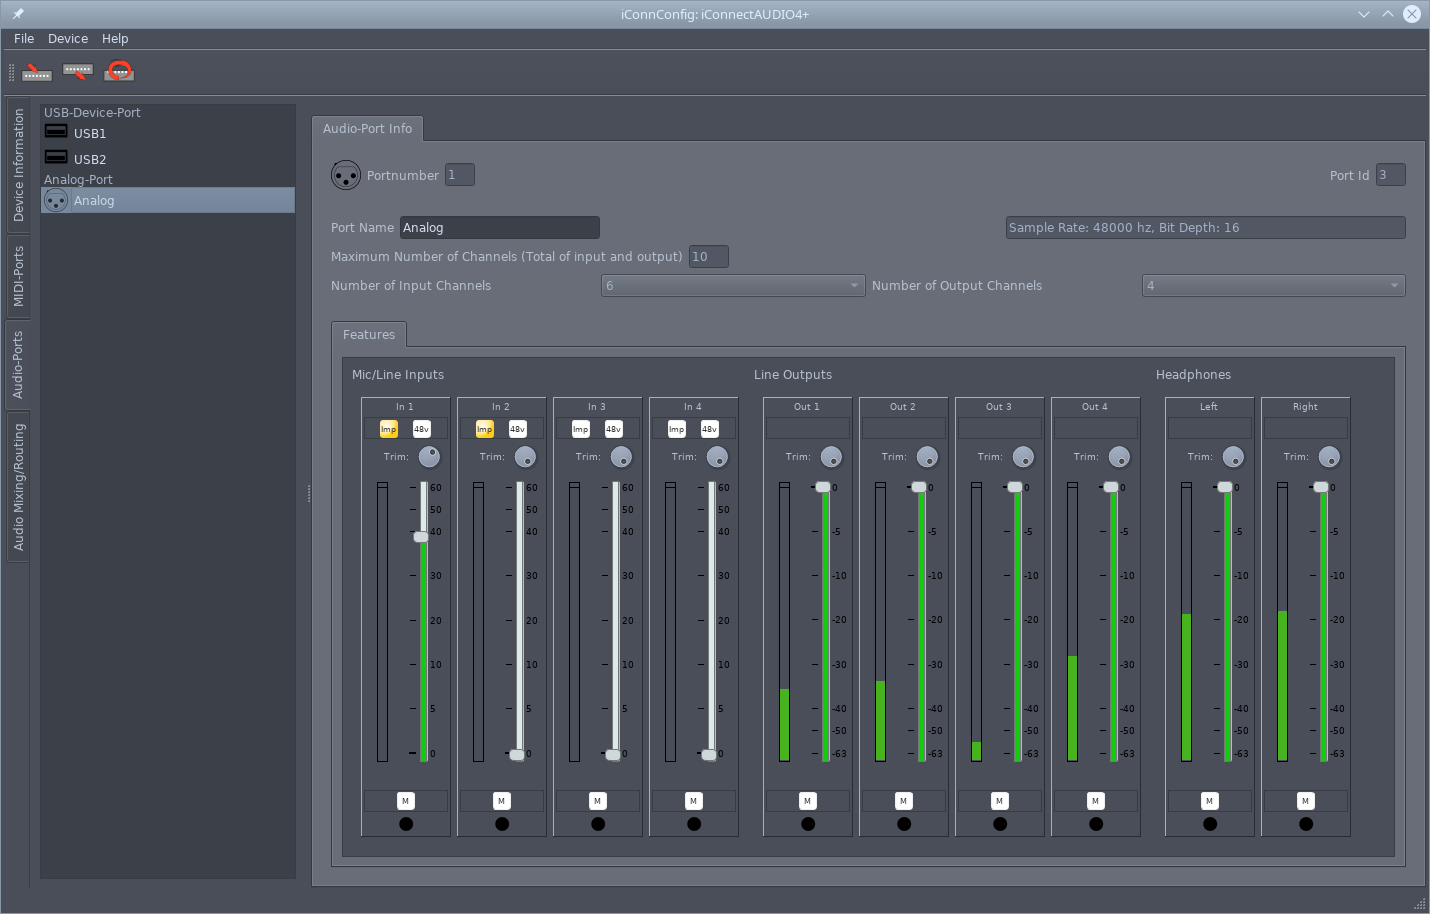 iConnConfig: iConnectAUDIO4+
File Device Help
Device Information
MIDI-Ports
Audio-Ports
Audio Mixing/Routing
USB-Device-Port
USB1
USB2
Analog-Port
Analog
Audio-Port Info
Portnumber 1
Port Id 3
Port Name Analog
Sample Rate: 48000 hz, Bit Depth: 16
Maximum Number of Channels (Total of input and output) 10
Number of Input Channels 6
Number of Output Channels 4
Features
Mic/Line Inputs
In 1
Imp 48v
Trim:
60
50
40
30
20
10
5
0
M
In 2
Imp 48v
Trim:
60
50
40
30
20
10
5
0
M
In 3
Imp 48v
Trim:
60
50
40
30
20
10
5
0
M
In 4
Imp 48v
Trim:
60
50
40
30
20
10
5
0
M
Line Outputs
Out 1
Trim:
0
-5
-10
-20
-30
-40
-50
-63
M
Out 2
Trim:
0
-5
-10
-20
-30
-40
-50
-63
M
Out 3
Trim:
0
-5
-10
-20
-30
-40
-50
-63
M
Out 4
Trim:
0
-5
-10
-20
-30
-40
-50
-63
M
Headphones
Left
Trim:
0
-5
-10
-20
-30
-40
-50
-63
M
Right
Trim:
0
-5
-10
-20
-30
-40
-50
-63
M